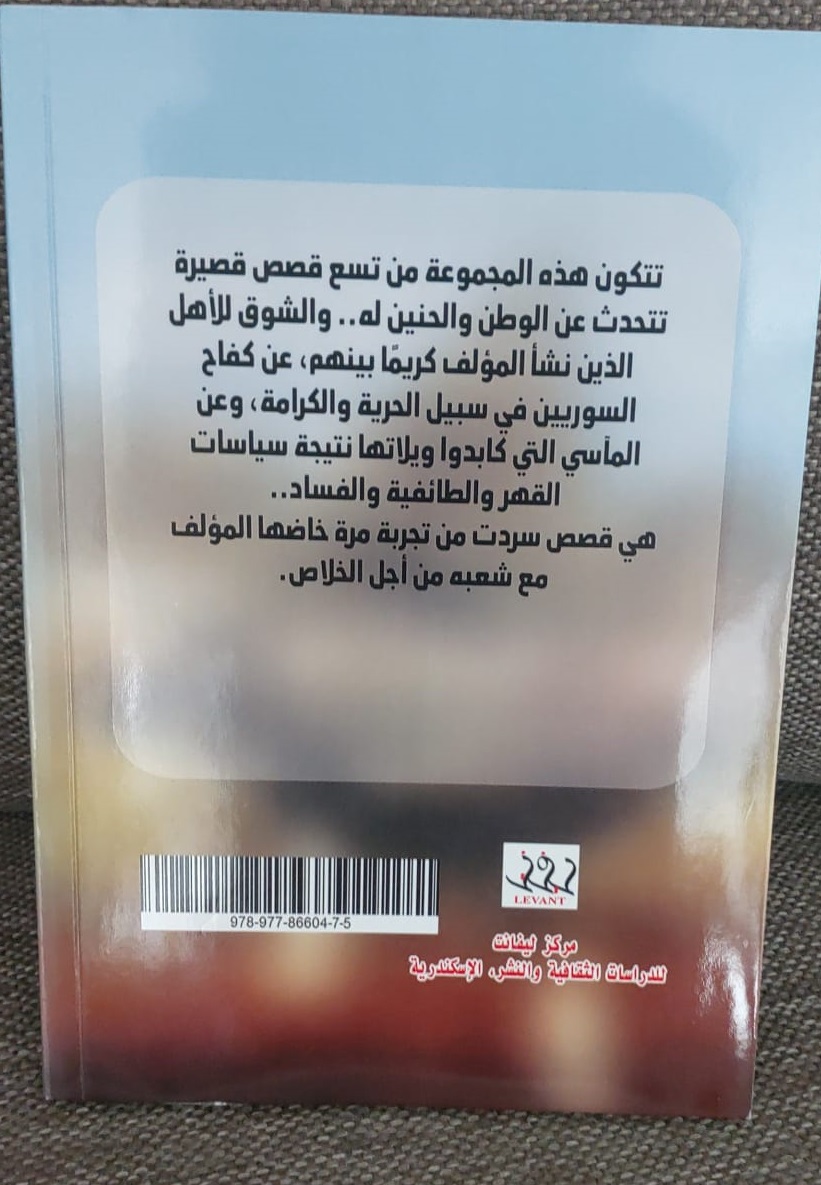 تتكون هذه المجموعة من تسع قصص قصيرة
تتحدث عن الوطن والحنين له.. والشوق للأهل
الذين نشأ المؤلف كريمًا بينهم، عن كفاح
السوريين في سبيل الحرية والكرامة، وعن
المآسي التي كابدوا ويلاتها نتيجة سياسات
القهر والطائفية والفساد..
هي قصص سردت من تجربة مرة خاضها المؤلف
مع شعبه من أجل الخلاص.
LEVANT
978-977-86604-7-5
مركز ليفانت
للدراسات الثقافية والنشر، الإسكندرية